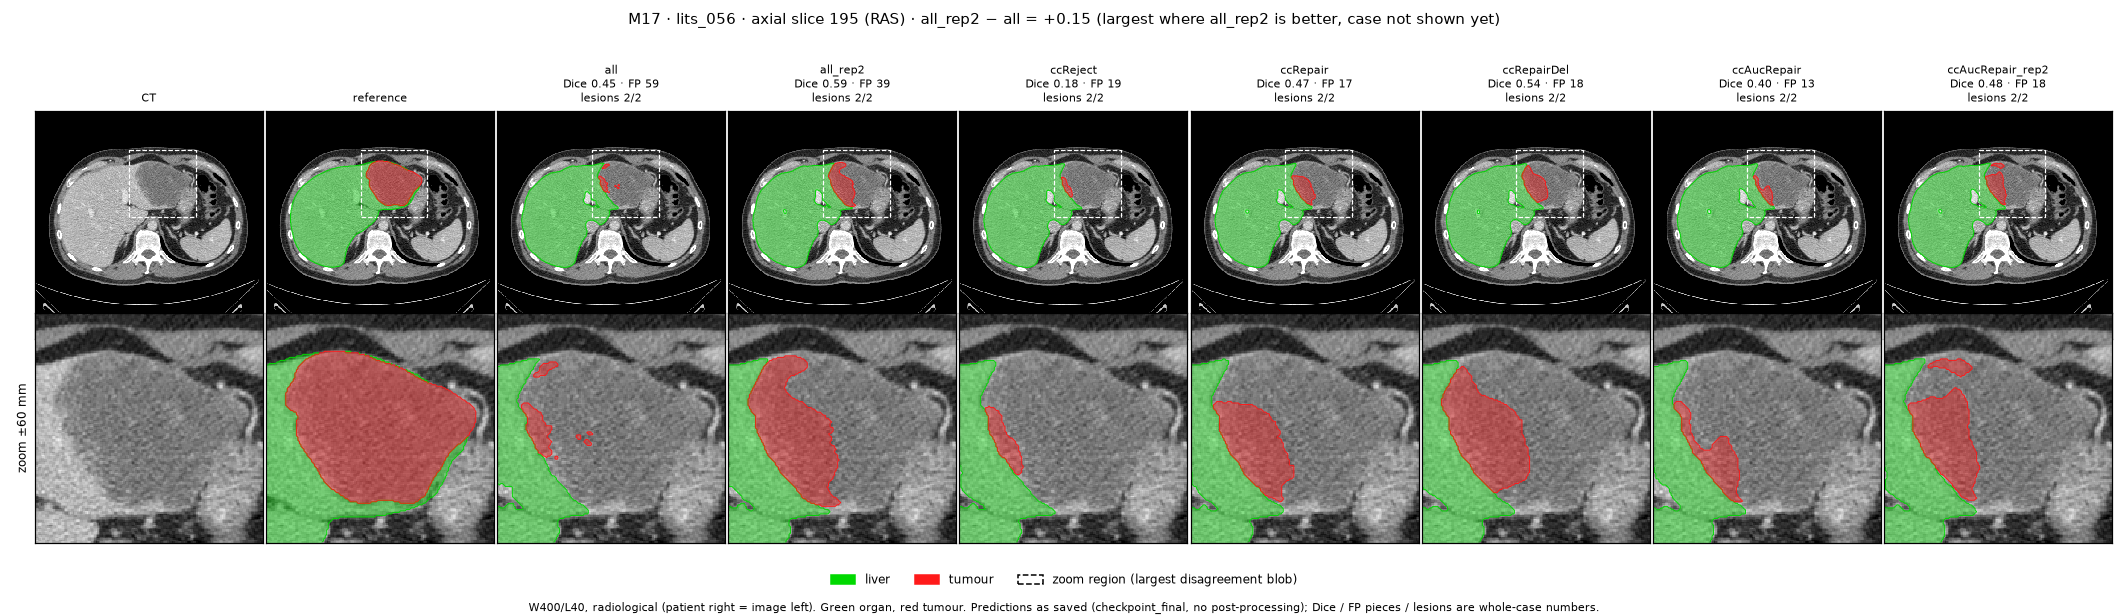 M17 · lits_056 · axial slice 195 (RAS) · all_rep2 − all = +0.15 (largest where all_rep2 is better, case not shown yet)
CT
reference
all
Dice 0.45 · FP 59
lesions 2/2
all_rep2
Dice 0.59 · FP 39
lesions 2/2
ccReject
Dice 0.18 · FP 19
lesions 2/2
ccRepair
Dice 0.47 · FP 17
lesions 2/2
ccRepairDel
Dice 0.54 · FP 18
lesions 2/2
ccAucRepair
Dice 0.40 · FP 13
lesions 2/2
ccAucRepair_rep2
Dice 0.48 · FP 18
lesions 2/2
zoom ±60 mm
liver
tumour
zoom region (largest disagreement blob)
W400/L40, radiological (patient right = image left). Green organ, red tumour. Predictions as saved (checkpoint_final, no post-processing); Dice / FP pieces / lesions are whole-case numbers.